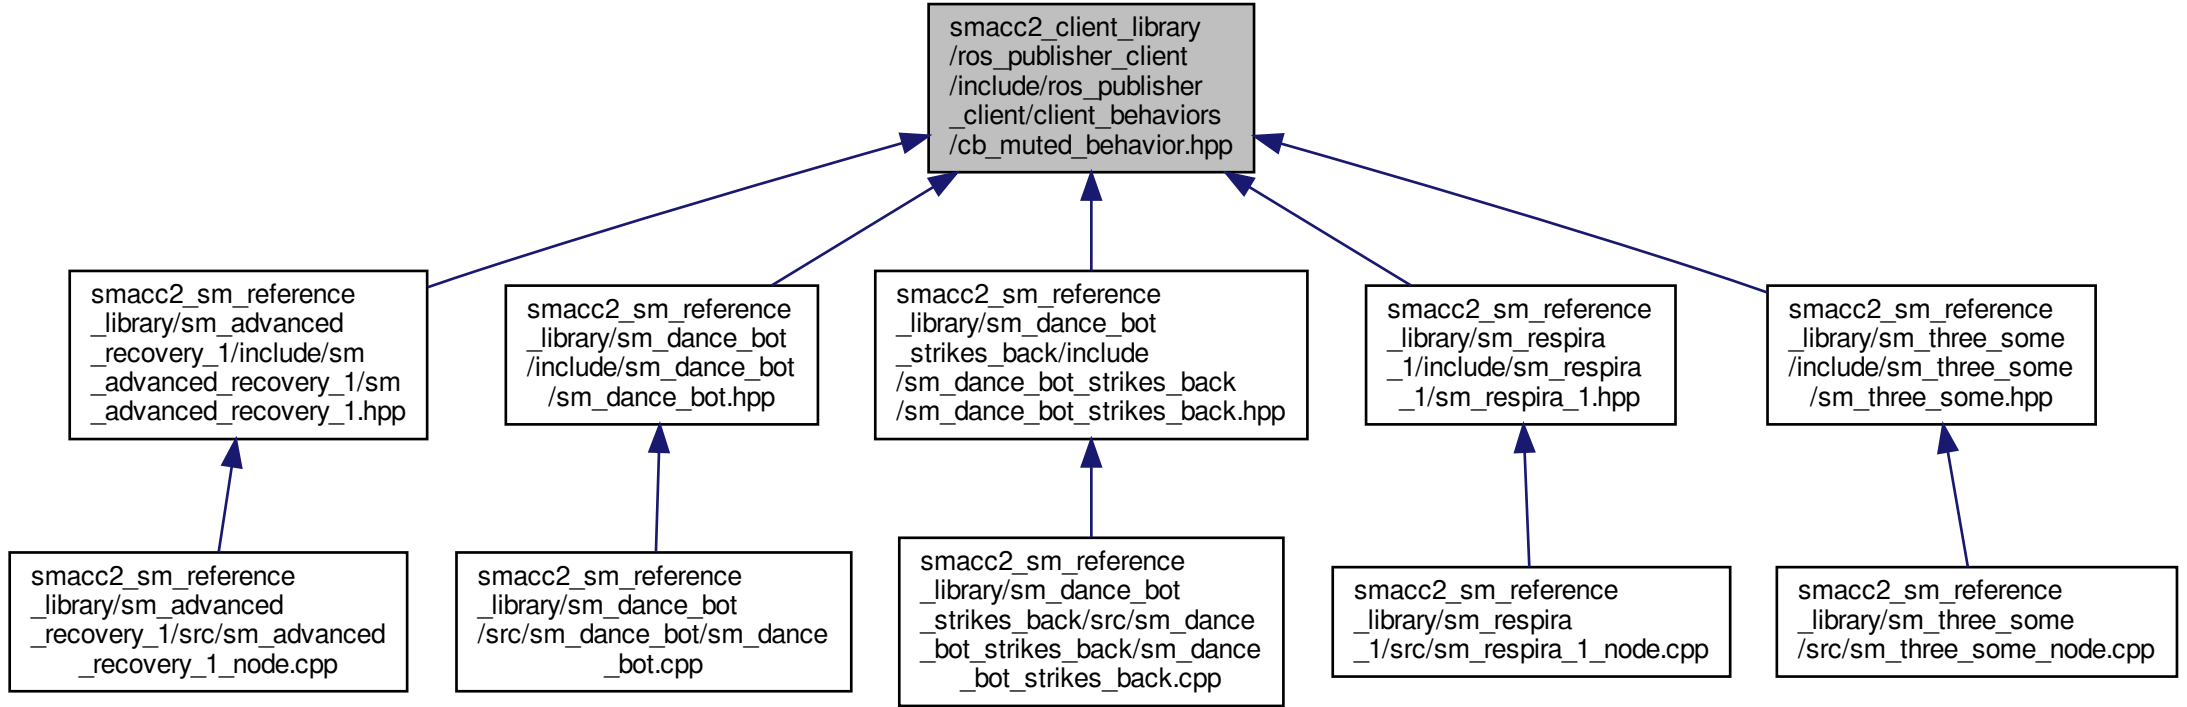 smacc2_client_library
/ros_publisher_client
/include/ros_publisher
_client/client_behaviors
/cb_muted_behavior.hpp
smacc2_sm_reference
_library/sm_advanced
_recovery_1/include/sm
_advanced_recovery_1/sm
_advanced_recovery_1.hpp
smacc2_sm_reference
_library/sm_dance_bot
/include/sm_dance_bot
/sm_dance_bot.hpp
smacc2_sm_reference
_library/sm_dance_bot
_strikes_back/include
/sm_dance_bot_strikes_back
/sm_dance_bot_strikes_back.hpp
smacc2_sm_reference
_library/sm_respira
_1/include/sm_respira
_1/sm_respira_1.hpp
smacc2_sm_reference
_library/sm_three_some
/include/sm_three_some
/sm_three_some.hpp
smacc2_sm_reference
_library/sm_advanced
_recovery_1/src/sm_advanced
_recovery_1_node.cpp
smacc2_sm_reference
_library/sm_dance_bot
/src/sm_dance_bot/sm_dance
_bot.cpp
smacc2_sm_reference
_library/sm_dance_bot
_strikes_back/src/sm_dance
_bot_strikes_back/sm_dance
_bot_strikes_back.cpp
smacc2_sm_reference
_library/sm_respira
_1/src/sm_respira_1_node.cpp
smacc2_sm_reference
_library/sm_three_some
/src/sm_three_some_node.cpp